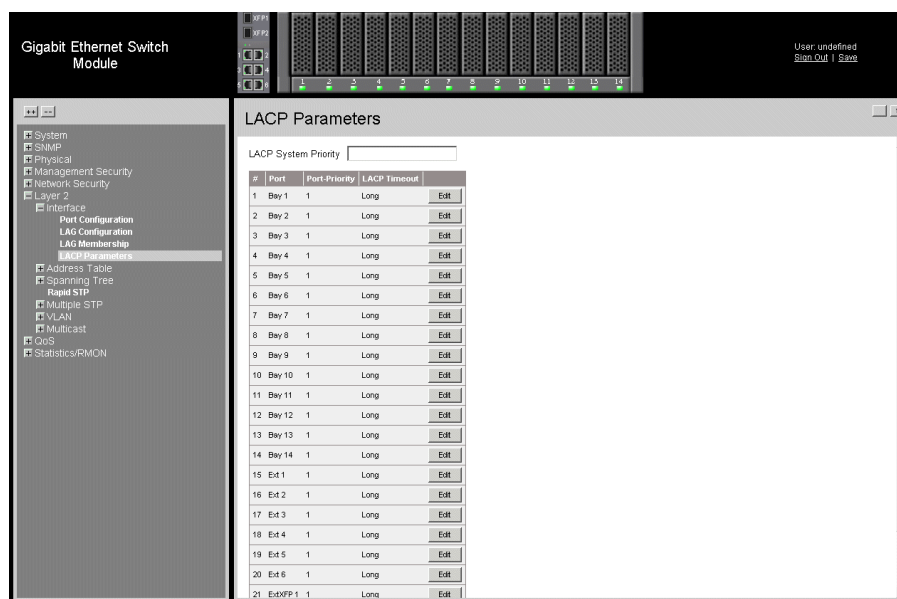 Gigabit Ethernet Switch
Module
XFP1
XFP2
1 2
3 4
5 6
1 2 3 4 5 6 7 8 9 10 11 12 13 14
User: undefined
Sign Out | Save
++ --
System
SNMP
Physical
Management Security
Network Security
Layer 2
Interface
Port Configuration
LAG Configuration
LAG Membership
LACP Parameters
Address Table
Spanning Tree
Rapid STP
Multiple STP
VLAN
Multicast
QoS
Statistics/RMON
LACP Parameters
LACP System Priority
# Port Port-Priority LACP Timeout
1 Bay 1 1 Long Edit
2 Bay 2 1 Long Edit
3 Bay 3 1 Long Edit
4 Bay 4 1 Long Edit
5 Bay 5 1 Long Edit
6 Bay 6 1 Long Edit
7 Bay 7 1 Long Edit
8 Bay 8 1 Long Edit
9 Bay 9 1 Long Edit
10 Bay 10 1 Long Edit
11 Bay 11 1 Long Edit
12 Bay 12 1 Long Edit
13 Bay 13 1 Long Edit
14 Bay 14 1 Long Edit
15 Ext 1 1 Long Edit
16 Ext 2 1 Long Edit
17 Ext 3 1 Long Edit
18 Ext 4 1 Long Edit
19 Ext 5 1 Long Edit
20 Ext 6 1 Long Edit
21 ExtXFP 1 1 Long Edit